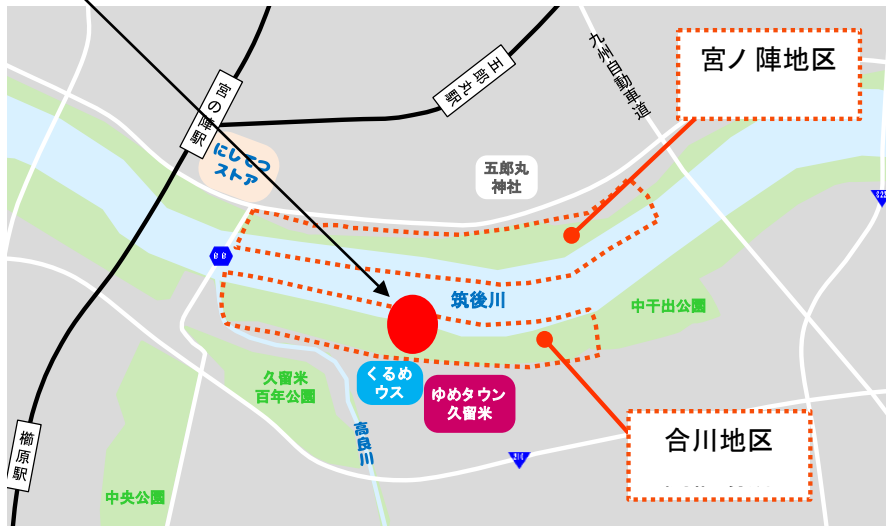 宮ノ陣地区
九州自動車道
五郎丸駅
宮の陣駅
にしてつ
ストア
五郎丸
神社
筑後川
中干出公園
くるめ
ウス
ゆめタウン
久留米
久留米
百年公園
高良川
合川地区
櫛原駅
中央公園